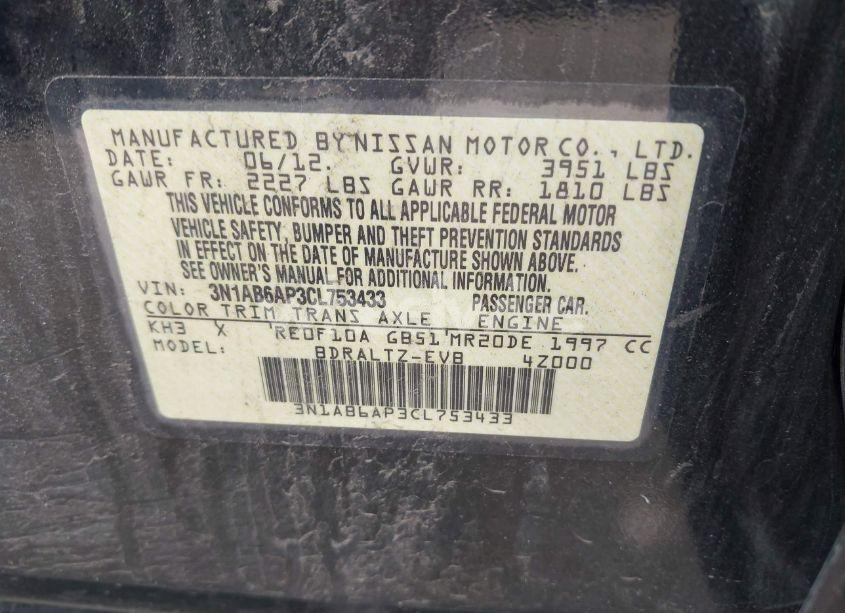 MANUFACTURED BY NISSAN MOTOR CO., LTD.
DATE: 06/12. GVWR: 3951 LBS
GAWR FR: 2227 LBS GAWR RR: 1810 LBS
THIS VEHICLE CONFORMS TO ALL APPLICABLE FEDERAL MOTOR
VEHICLE SAFETY, BUMPER AND THEFT PREVENTION STANDARDS
IN EFFECT ON THE DATE OF MANUFACTURE SHOWN ABOVE.
SEE OWNER'S MANUAL FOR ADDITIONAL INFORMATION.
VIN: 3N1AB6AP3CL753433 PASSENGER CAR.
COLOR TRIM TRANS AXLE ENGINE
KH3 X RE0F10A GB51 MR20DE 1997 CC
MODEL: BDRALTZ-EVB 4Z000
3N1AB6AP3CL753433